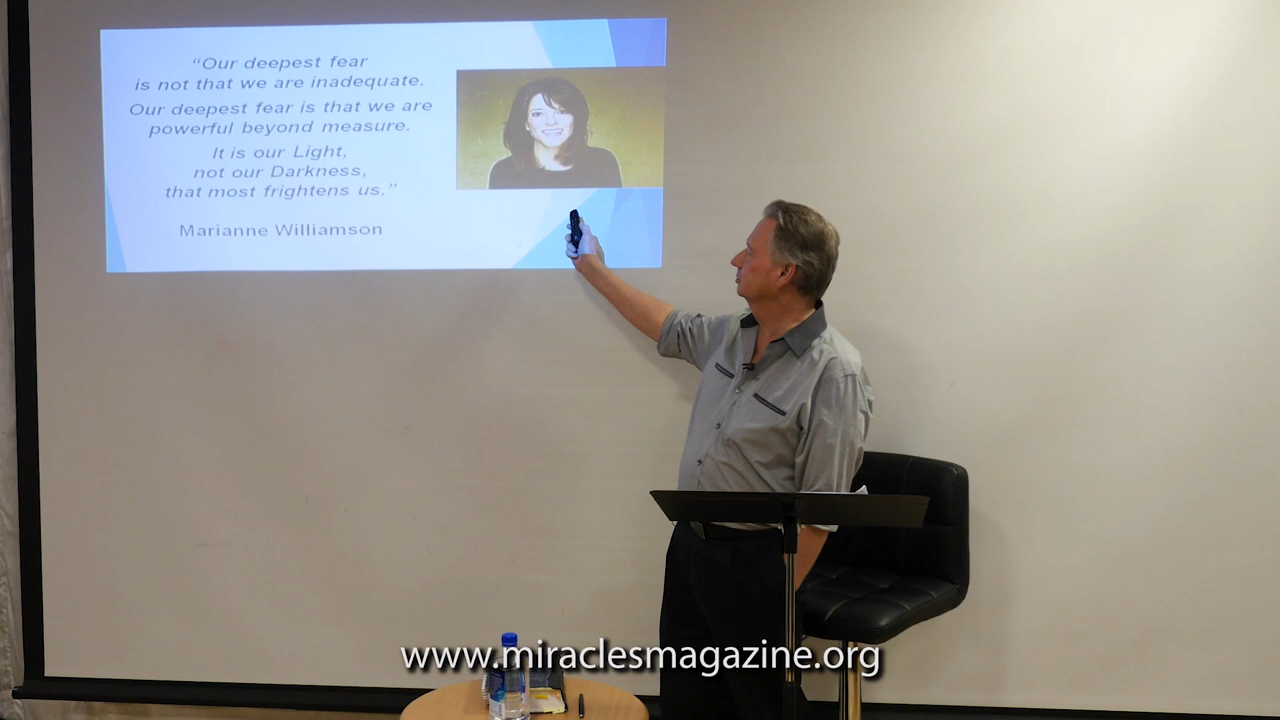 “Our deepest fear
is not that we are inadequate.
Our deepest fear is that we are
powerful beyond measure.
It is our Light,
not our Darkness,
that most frightens us.”
Marianne Williamson
www.miraclesmagazine.org